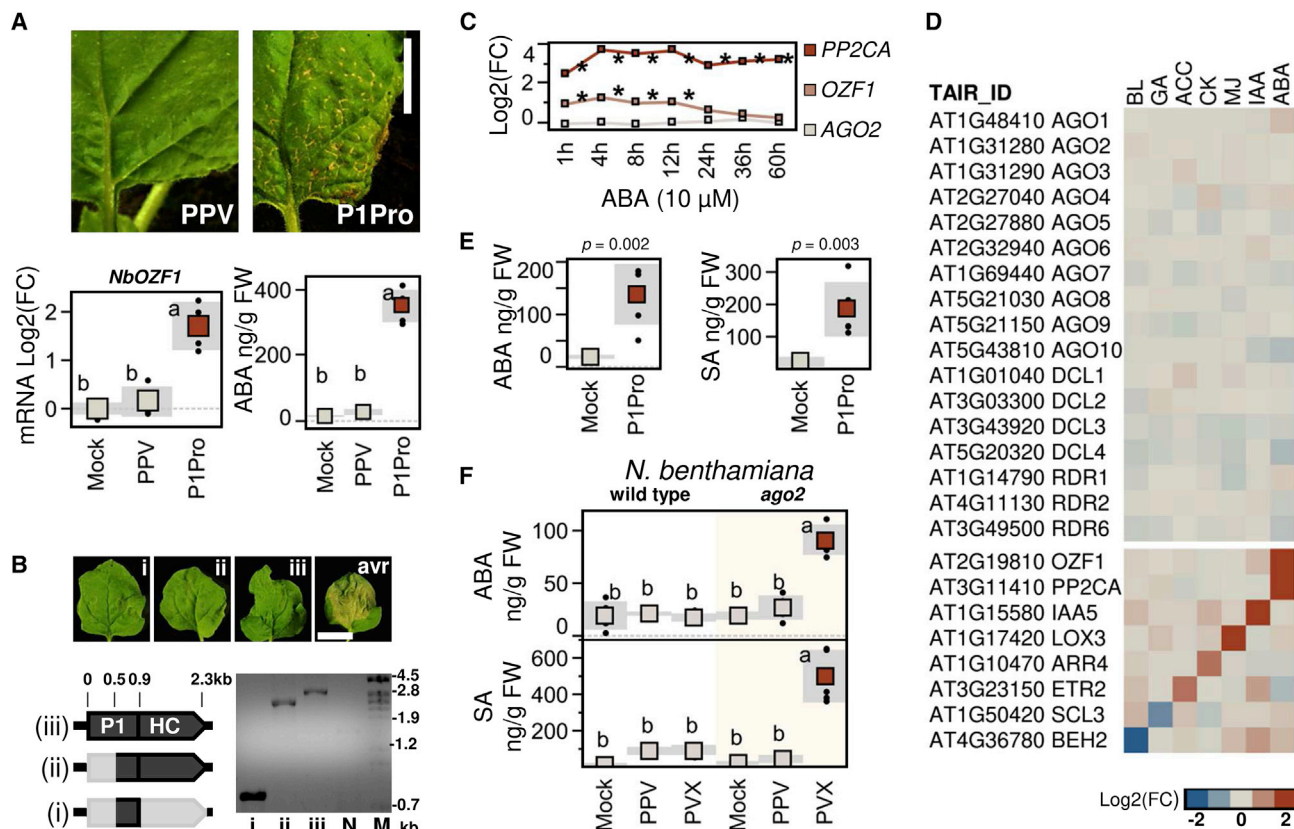 A
PPV
P1Pro
NbOZF1
mRNA Log2(FC)
2
1
0
b
b
a
Mock
PPV
P1Pro
ABA ng/g FW
400
200
0
b
b
a
Mock
PPV
P1Pro
B
i
ii
iii
avr
0 0.5 0.9 2.3kb
(iii) P1 HC
(ii)
(i)
-4.5
-2.8
-1.9
-1.2
-0.7
kb
i ii iii N M
C
Log2(FC)
4
2
0
* * * * * * *
* * * *
PP2CA
OZF1
AGO2
1h
4h
8h
12h
24h
36h
60h
ABA (10 µM)
E
p = 0.002
ABA ng/g FW
200
100
0
Mock
P1Pro
p = 0.003
SA ng/g FW
300
200
100
Mock
P1Pro
F
N. benthamiana
wild type
ago2
ABA
ng/g FW
100
50
0
b
b
b
b
b
a
SA
ng/g FW
600
400
200
b
b
b
b
b
a
Mock
PPV
PVX
Mock
PPV
PVX
D
TAIR_ID
BL
GA
ACC
CK
MJ
IAA
ABA
AT1G48410 AGO1
AT1G31280 AGO2
AT1G31290 AGO3
AT2G27040 AGO4
AT2G27880 AGO5
AT2G32940 AGO6
AT1G69440 AGO7
AT5G21030 AGO8
AT5G21150 AGO9
AT5G43810 AGO10
AT1G01040 DCL1
AT3G03300 DCL2
AT3G43920 DCL3
AT5G20320 DCL4
AT1G14790 RDR1
AT4G11130 RDR2
AT3G49500 RDR6
AT2G19810 OZF1
AT3G11410 PP2CA
AT1G15580 IAA5
AT1G17420 LOX3
AT1G10470 ARR4
AT3G23150 ETR2
AT1G50420 SCL3
AT4G36780 BEH2
Log2(FC)
-2 0 2